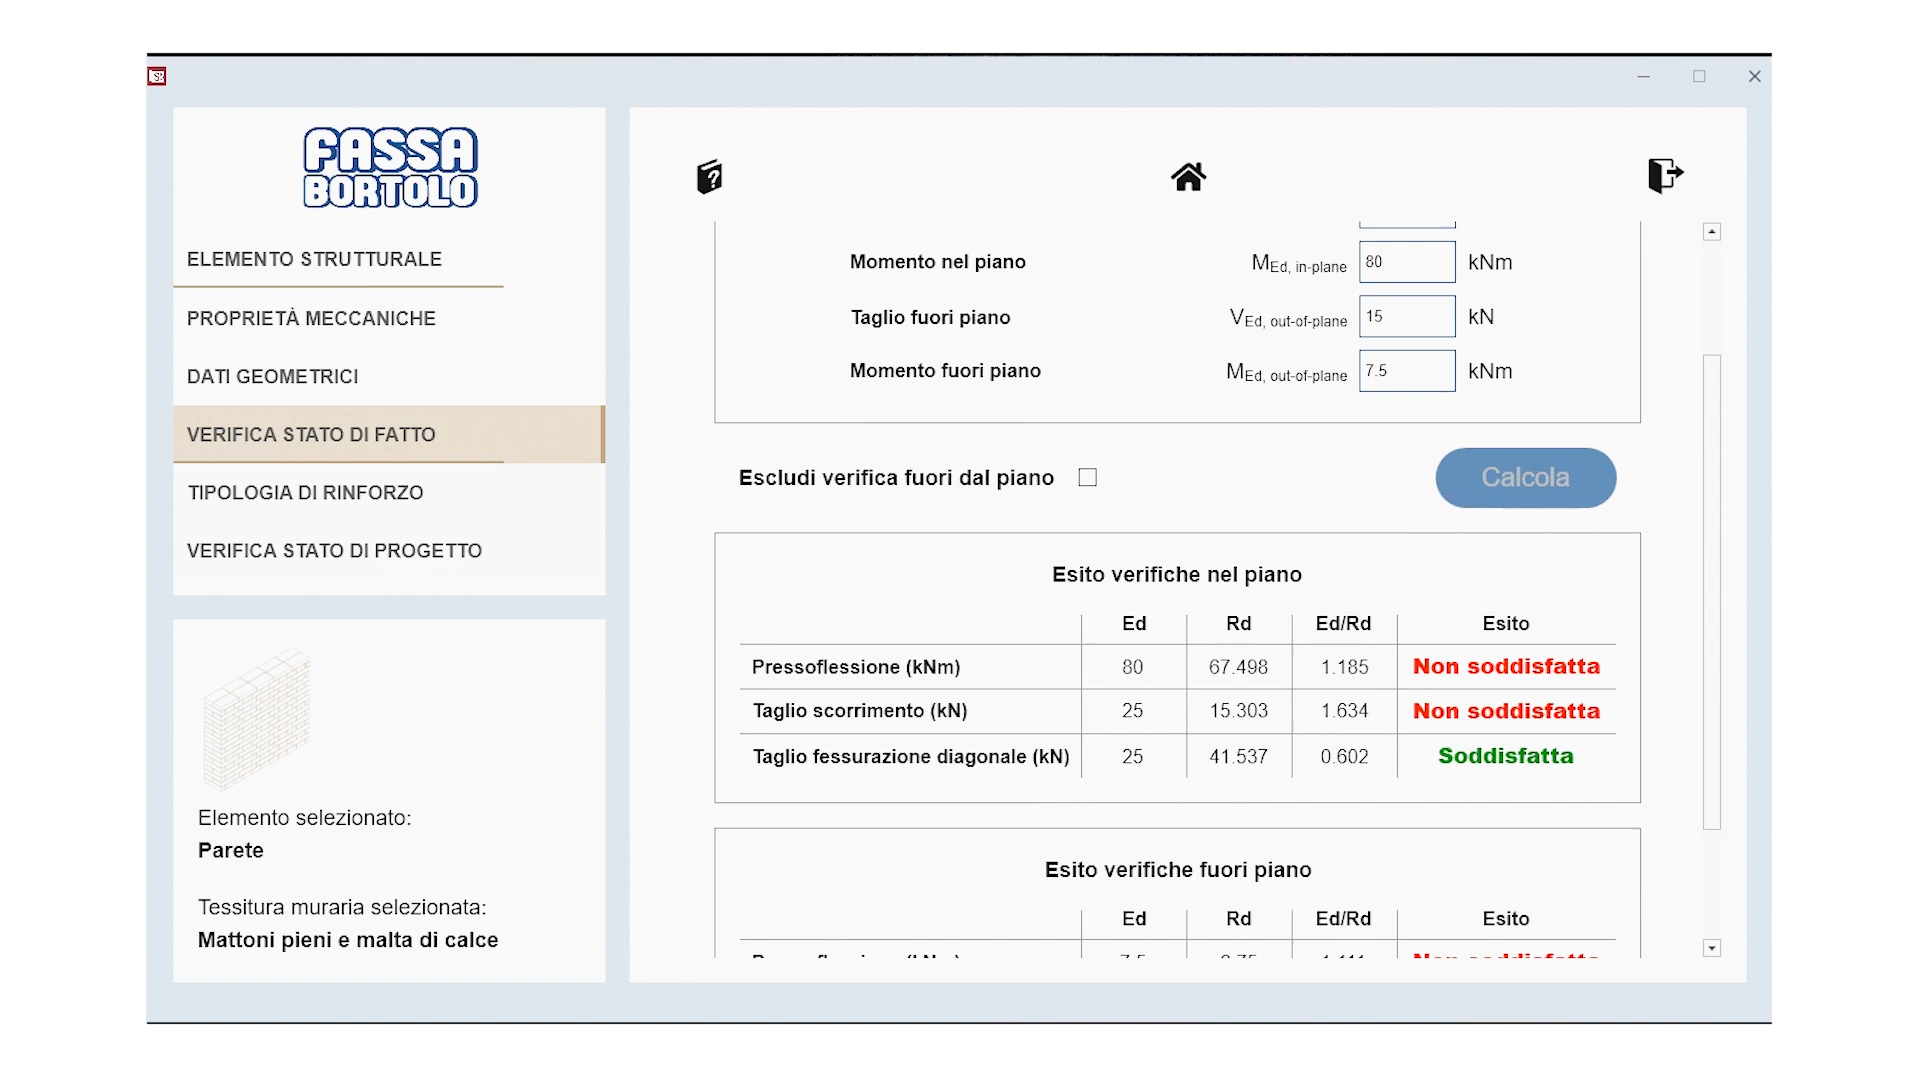 FASSA
BORTOLO
ELEMENTO STRUTTURALE
PROPRIETÀ MECCANICHE
DATI GEOMETRICI
VERIFICA STATO DI FATTO
TIPOLOGIA DI RINFORZO
VERIFICA STATO DI PROGETTO
Elemento selezionato:
Parete
Tessitura muraria selezionata:
Mattoni pieni e malta di calce
Momento nel piano MEd, in-plane 80 kNm
Taglio fuori piano VEd, out-of-plane 15 kN
Momento fuori piano MEd, out-of-plane 7.5 kNm
Escludi verifica fuori dal piano Calcola
Esito verifiche nel piano
Ed Rd Ed/Rd Esito
Pressoflessione (kNm) 80 67.498 1.185 Non soddisfatta
Taglio scorrimento (kN) 25 15.303 1.634 Non soddisfatta
Taglio fessurazione diagonale (kN) 25 41.537 0.602 Soddisfatta
Esito verifiche fuori piano
Ed Rd Ed/Rd Esito